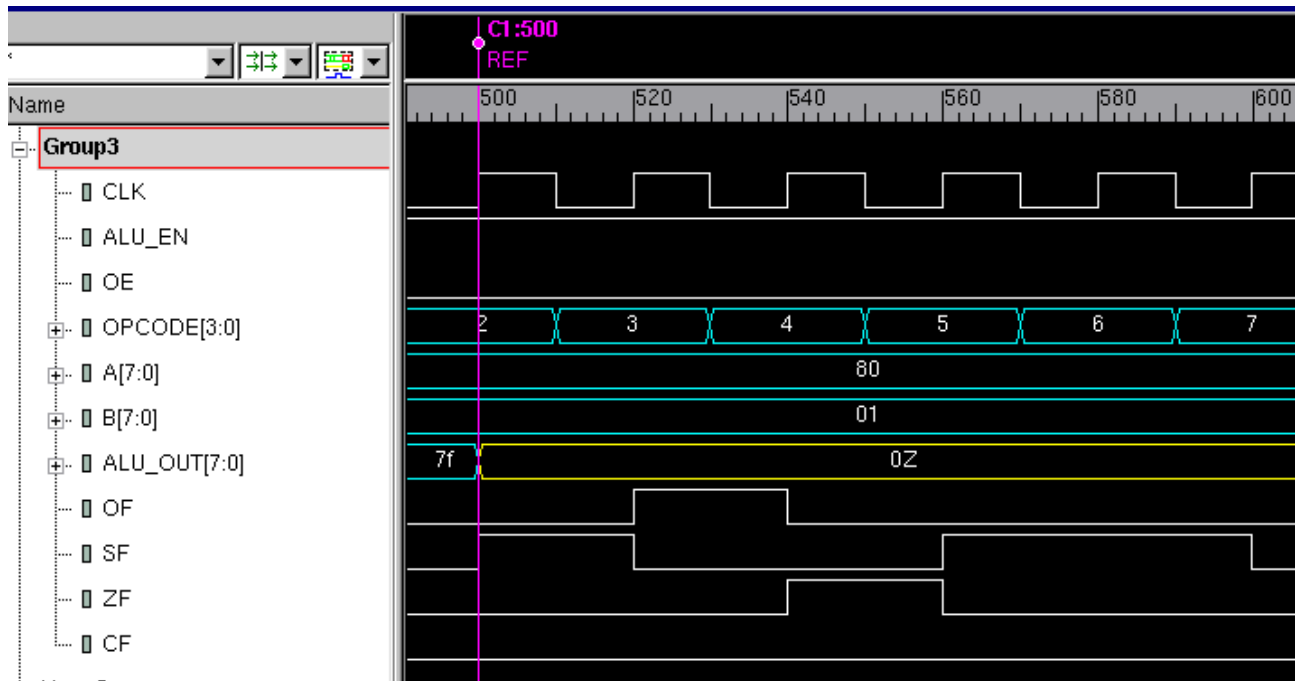 C1:500
REF
Name
500 520 540 560 580 600
Group3
CLK
ALU_EN
OE
OPCODE[3:0] 2 3 4 5 6 7
A[7:0] 80
B[7:0] 01
ALU_OUT[7:0] 7f 0Z
OF
SF
ZF
CF